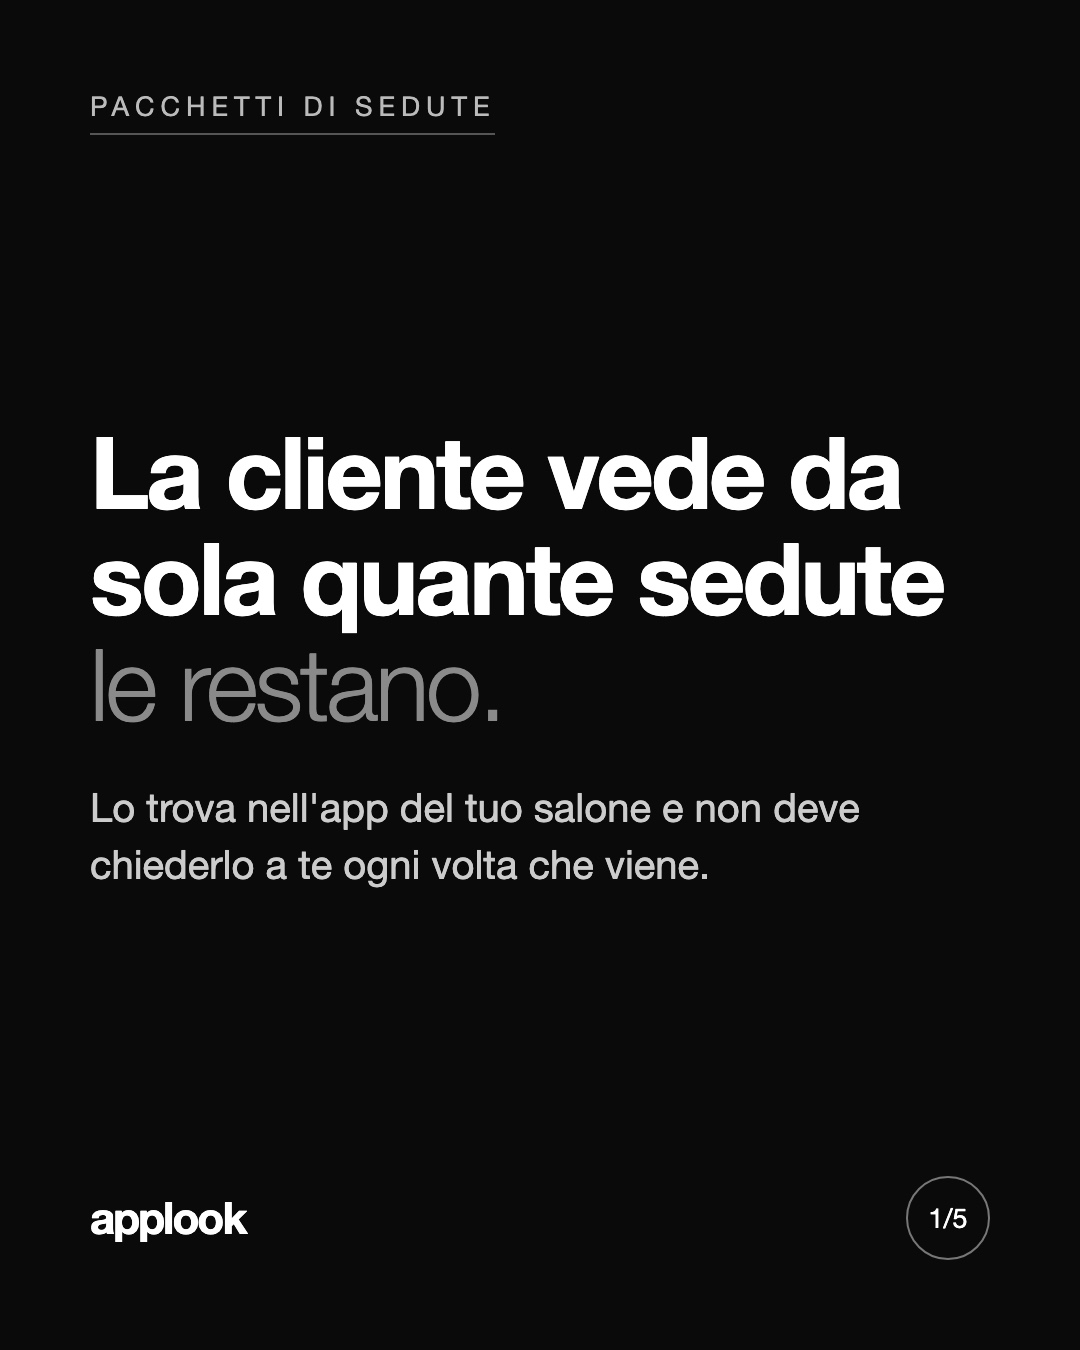 PACCHETTI DI SEDUTE
La cliente vede da
sola quante sedute
le restano.
Lo trova nell'app del tuo salone e non deve
chiederlo a te ogni volta che viene.
applook
1/5